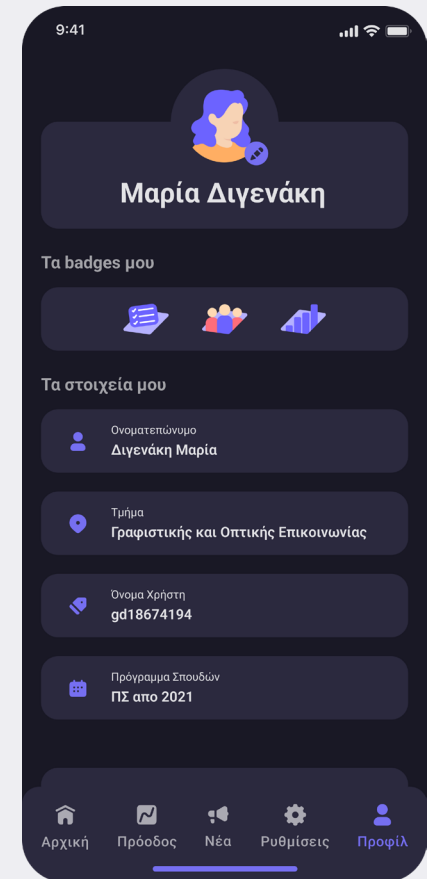 9:41
Μαρία Διγενάκη
Τα badges μου
Τα στοιχεία μου
Ονοματεπώνυμο
Διγενάκη Μαρία
Τμήμα
Γραφιστικής και Οπτικής Επικοινωνίας
Όνομα Χρήστη
gd18674194
Πρόγραμμα Σπουδών
ΠΣ απο 2021
Αρχική Πρόοδος Νέα Ρυθμίσεις Προφίλ